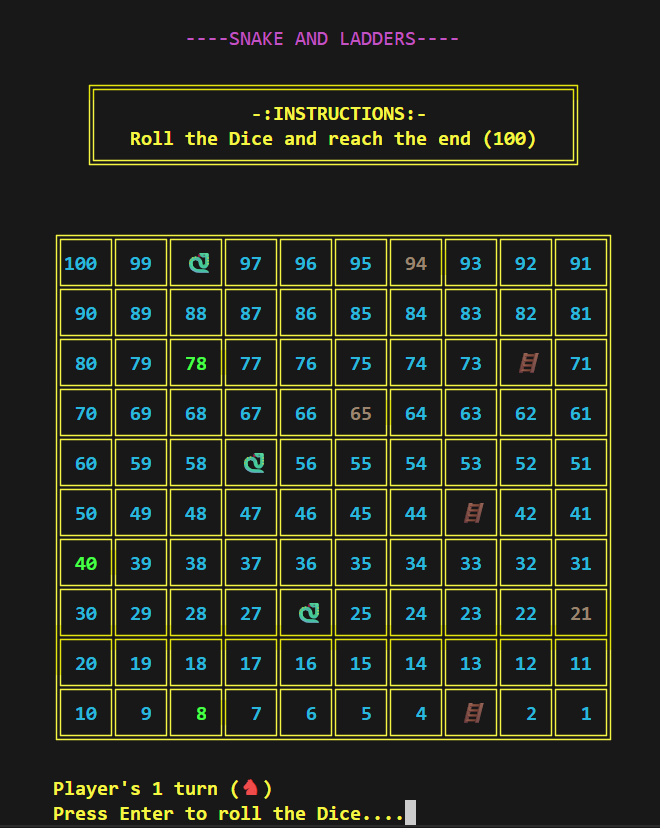 ----SNAKE AND LADDERS----
-:INSTRUCTIONS:-
Roll the Dice and reach the end (100)
100 99 97 96 95 94 93 92 91
90 89 88 87 86 85 84 83 82 81
80 79 78 77 76 75 74 73 71
70 69 68 67 66 65 64 63 62 61
60 59 58 56 55 54 53 52 51
50 49 48 47 46 45 44 42 41
40 39 38 37 36 35 34 33 32 31
30 29 28 27 25 24 23 22 21
20 19 18 17 16 15 14 13 12 11
10 9 8 7 6 5 4 2 1
Player's 1 turn (♞)
Press Enter to roll the Dice....